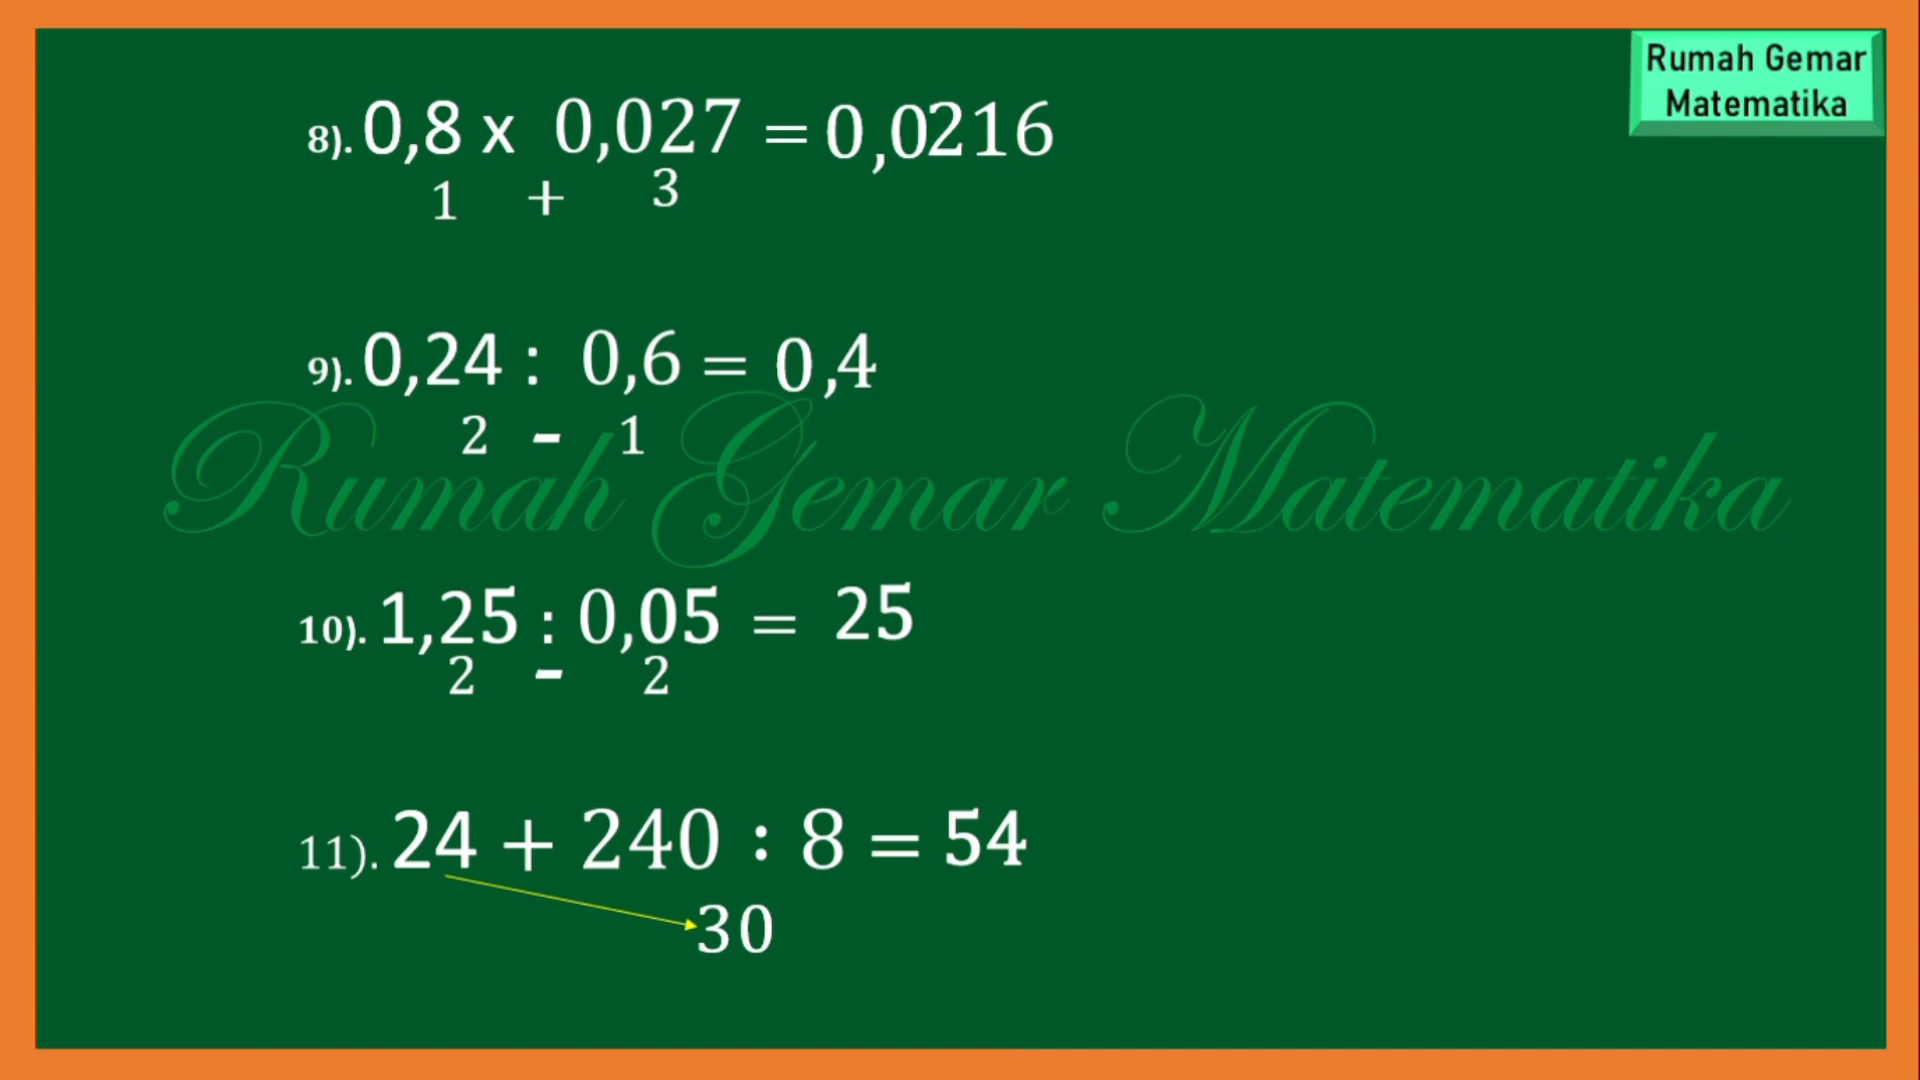 Rumah Gemar
Matematika
8). 0,8 x 0,027 = 0,0216
1 + 3
9). 0,24 : 0,6 = 0,4
2 - 1
Rumah Gemar Matematika
10). 1,25 : 0,05 = 25
2 - 2
11). 24 + 240 : 8 = 54
30